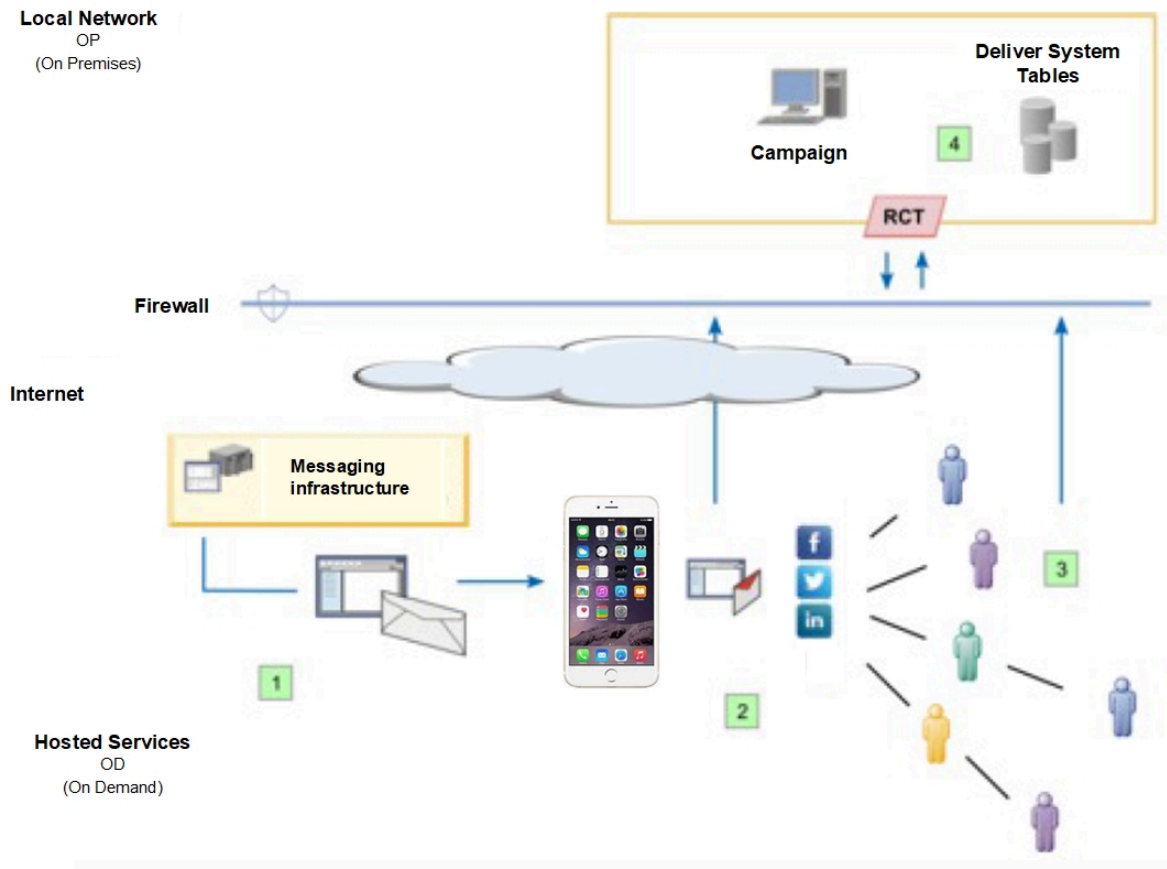 Local Network
OP
(On Premises)
Deliver System
Tables
Campaign
4
RCT
Firewall
Internet
Messaging
infrastructure
f
in
3
1
2
Hosted Services
OD
(On Demand)